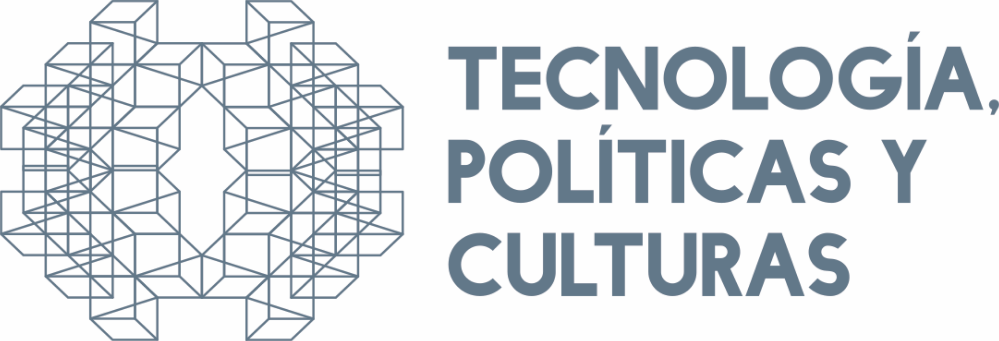 TECNOLOGÍA,
POLÍTICAS Y
CULTURAS